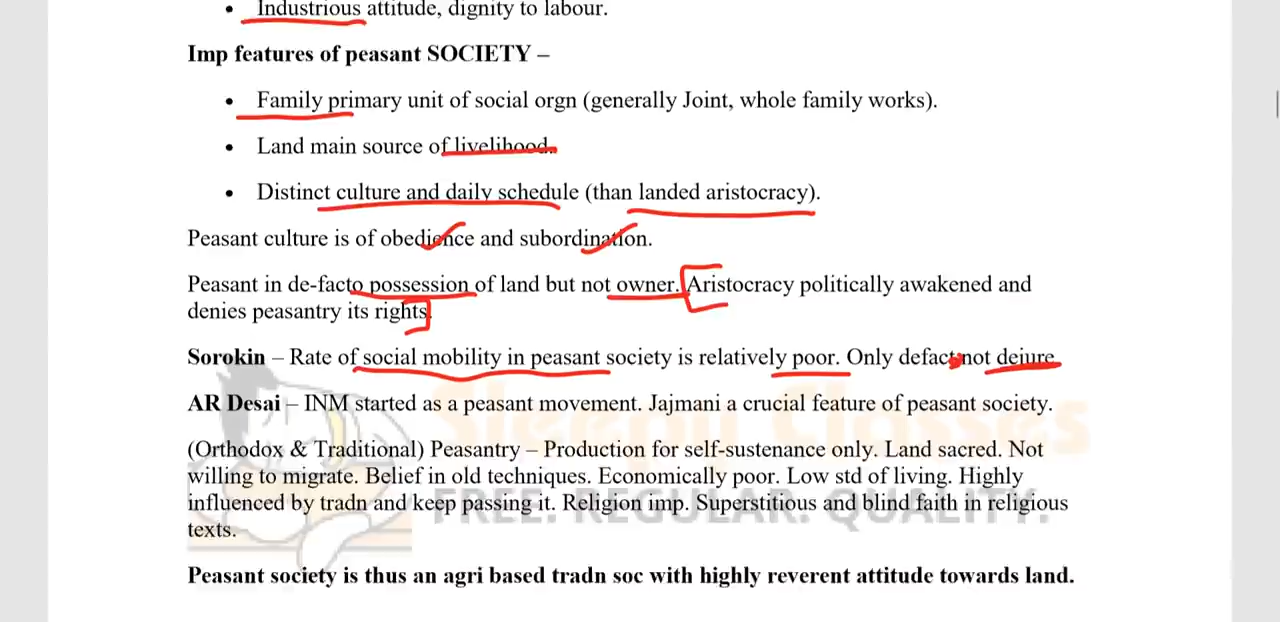 • Industrious attitude, dignity to labour.
Imp features of peasant SOCIETY –
• Family primary unit of social orgn (generally Joint, whole family works).
• Land main source of livelihood.
• Distinct culture and daily schedule (than landed aristocracy).
Peasant culture is of obedience and subordination.
Peasant in de-facto possession of land but not owner. Aristocracy politically awakened and
denies peasantry its rights.
Sorokin – Rate of social mobility in peasant society is relatively poor. Only defacto not dejure.
AR Desai – INM started as a peasant movement. Jajmani a crucial feature of peasant society.
(Orthodox & Traditional) Peasantry – Production for self-sustenance only. Land sacred. Not
willing to migrate. Belief in old techniques. Economically poor. Low std of living. Highly
influenced by tradn and keep passing it. Religion imp. Superstitious and blind faith in religious
texts.
Peasant society is thus an agri based tradn soc with highly reverent attitude towards land.
Sleepy Classes
FREE. REGULAR. QUALITY.